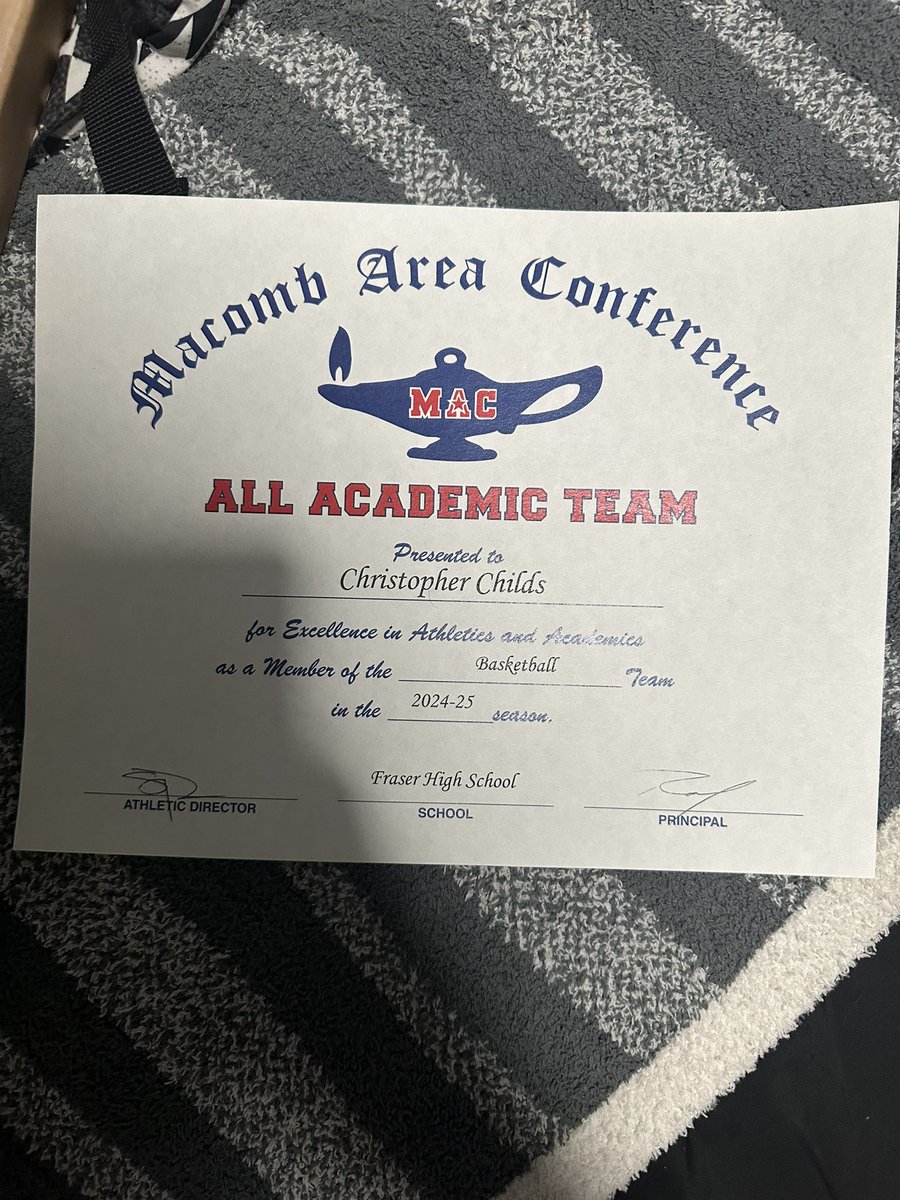 Macomb Area Conference
MAC
ALL ACADEMIC TEAM
Presented to
Christopher Childs
for Excellence in Athletics and Academics
as a Member of the Basketball Team
in the 2024-25 season.
Fraser High School
ATHLETIC DIRECTOR SCHOOL PRINCIPAL